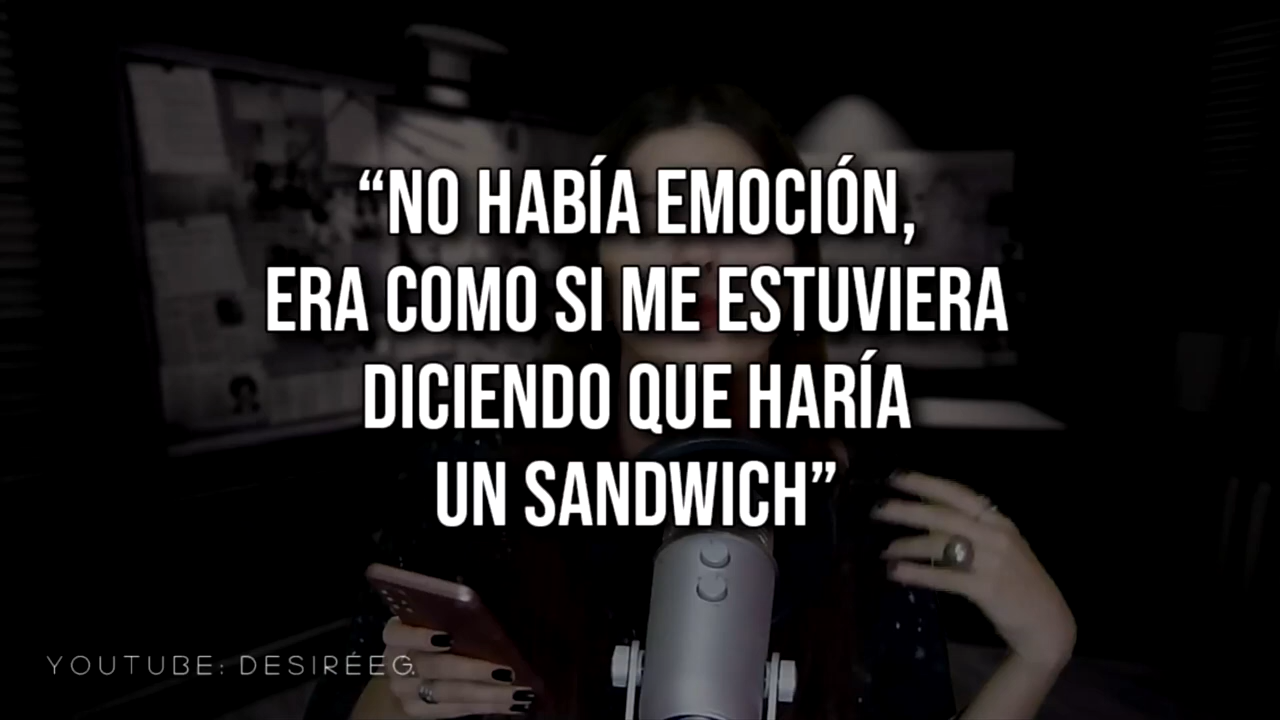 “NO HABÍA EMOCIÓN,
ERA COMO SI ME ESTUVIERA
DICIENDO QUE HARÍA
UN SANDWICH”
YOUTUBE: DESIRÉEG